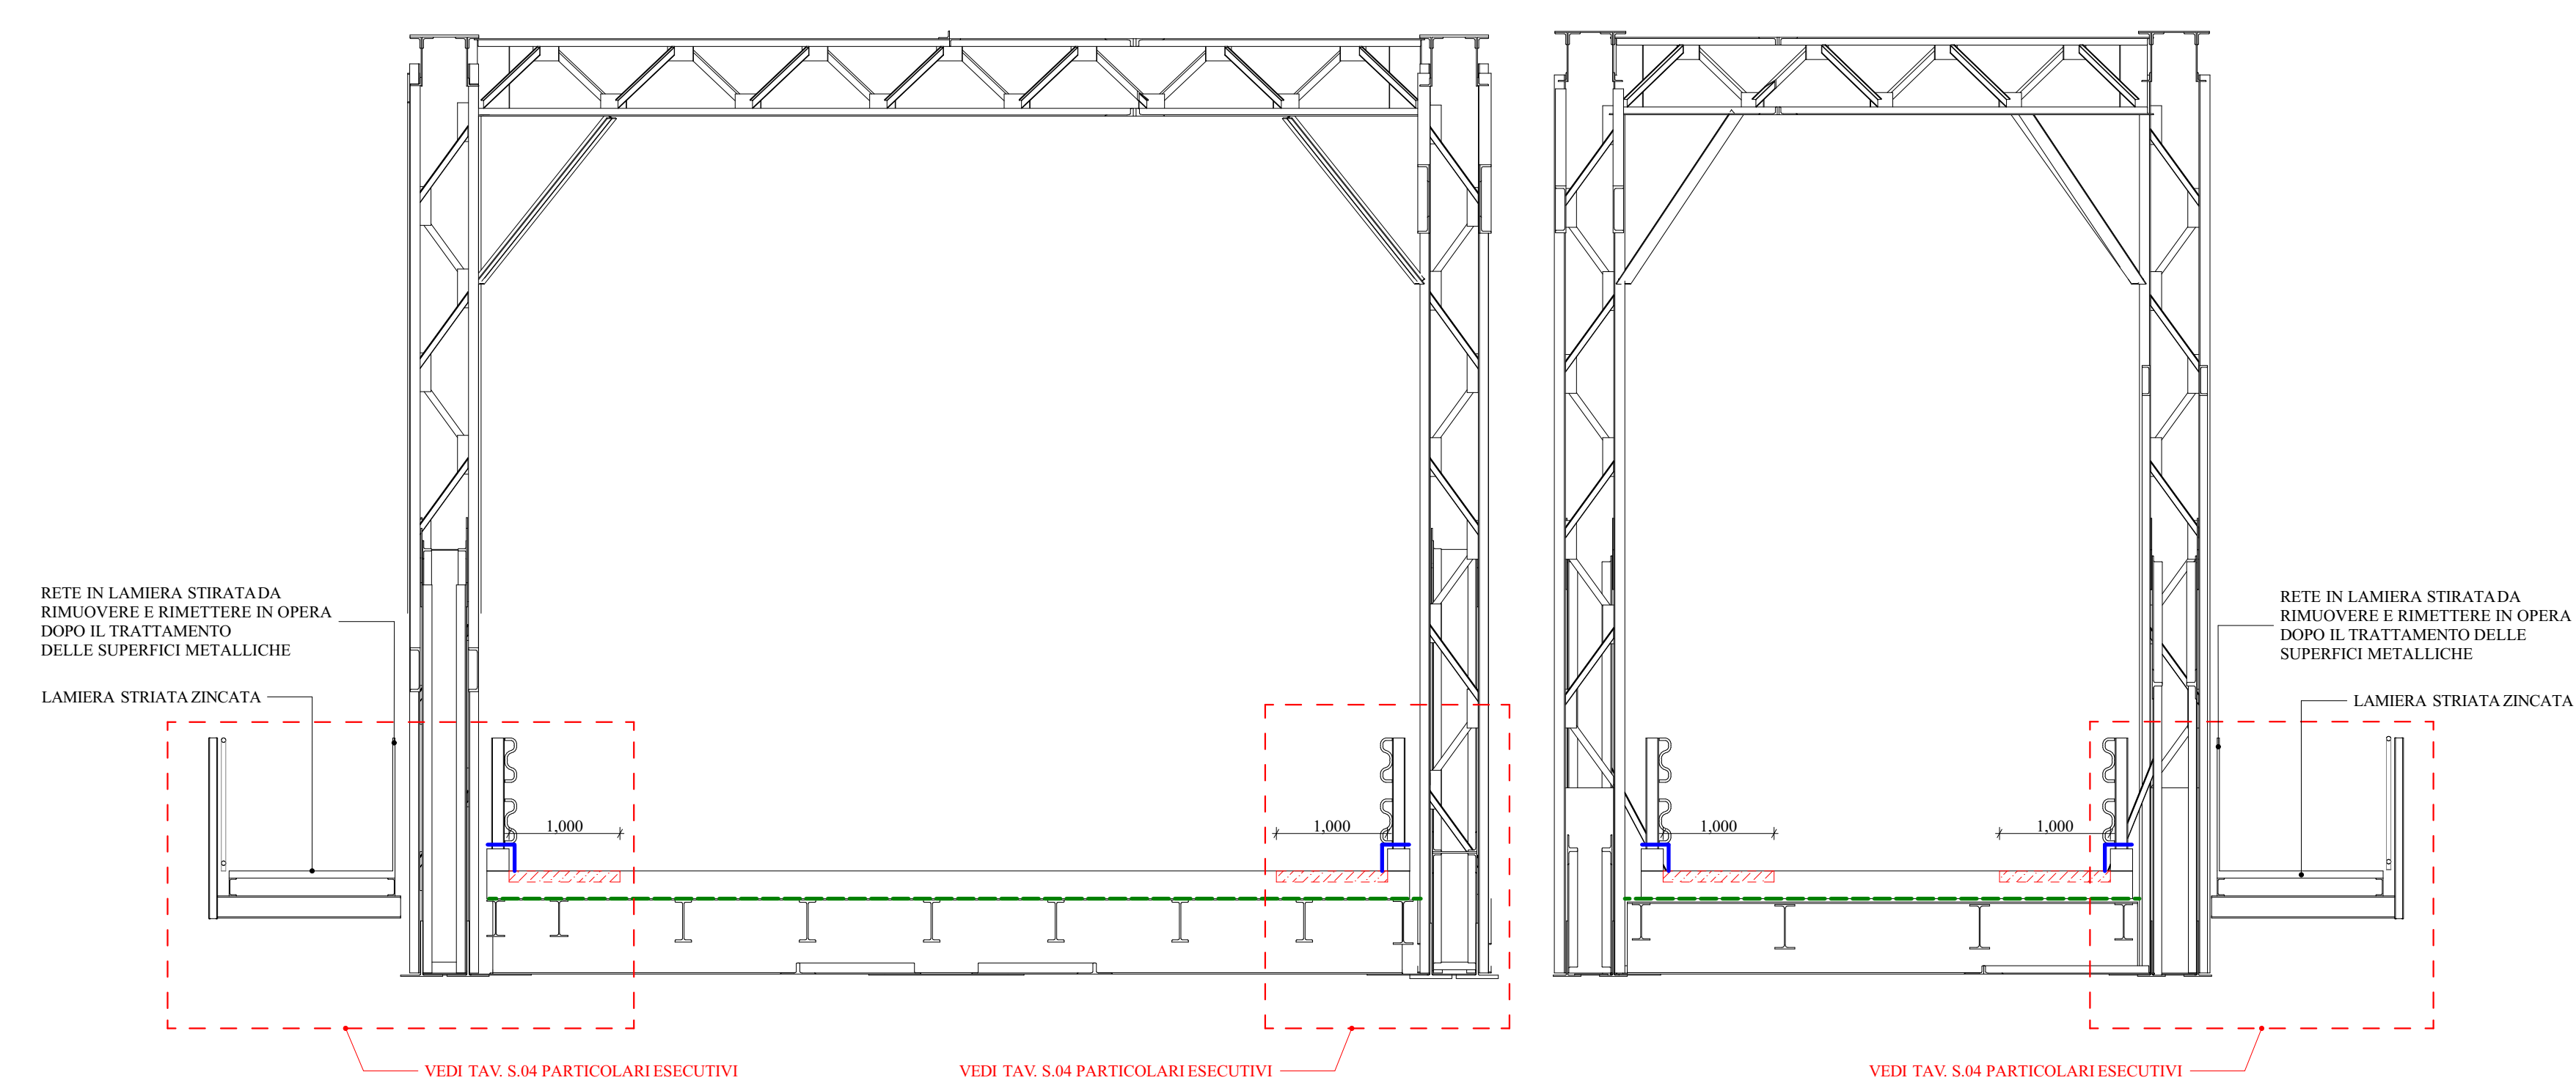 RETE IN LAMIERA STIRATA DA
RIMUOVERE E RIMETTERE IN OPERA
DOPO IL TRATTAMENTO
DELLE SUPERFICI METALLICHE
LAMIERA STRIATA ZINCATA
RETE IN LAMIERA STIRATA DA
RIMUOVERE E RIMETTERE IN OPERA
DOPO IL TRATTAMENTO DELLE
SUPERFICI METALLICHE
LAMIERA STRIATA ZINCATA
1,000
1,000
1,000
1,000
VEDI TAV. S.04 PARTICOLARI ESECUTIVI
VEDI TAV. S.04 PARTICOLARI ESECUTIVI
VEDI TAV. S.04 PARTICOLARI ESECUTIVI